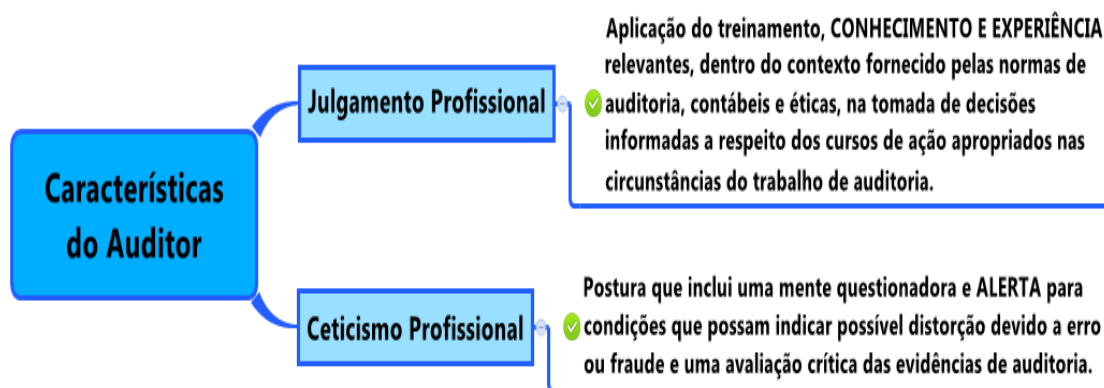 Características
do Auditor
Julgamento Profissional
Aplicação do treinamento, CONHECIMENTO E EXPERIÊNCIA
relevantes, dentro do contexto fornecido pelas normas de
auditoria, contábeis e éticas, na tomada de decisões
informadas a respeito dos cursos de ação apropriados nas
circunstâncias do trabalho de auditoria.
Ceticismo Profissional
Postura que inclui uma mente questionadora e ALERTA para
condições que possam indicar possível distorção devido a erro
ou fraude e uma avaliação crítica das evidências de auditoria.